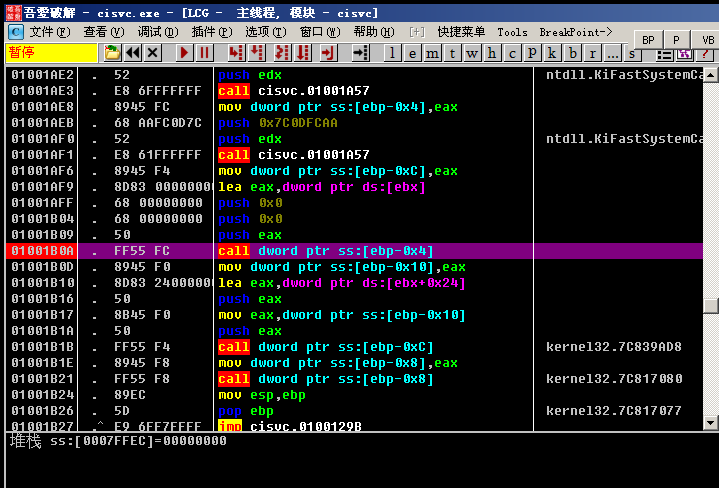 吾爱破解 - cisvc.exe - [LCG - 主线程, 模块 - cisvc]
文件(F) 查看(V) 调试(D) 插件(P) 选项(T) 窗口(W) 帮助(H) [+] 快捷菜单 Tools BreakPoint->
BP P VB
暂停 l e m t w h c p k b r ... s
01001AE2 . 52 push edx ntdll.KiFastSystemCa
01001AE3 . E8 6FFFFFFF call cisvc.01001A57
01001AE8 . 8945 FC mov dword ptr ss:[ebp-0x4],eax
01001AEB . 68 AAFC0D7C push 0x7C0DFCAA
01001AF0 . 52 push edx ntdll.KiFastSystemCa
01001AF1 . E8 61FFFFFF call cisvc.01001A57
01001AF6 . 8945 F4 mov dword ptr ss:[ebp-0xC],eax
01001AF9 . 8D83 00000000 lea eax,dword ptr ds:[ebx]
01001AFF . 68 00000000 push 0x0
01001B04 . 68 00000000 push 0x0
01001B09 . 50 push eax
01001B0A . FF55 FC call dword ptr ss:[ebp-0x4]
01001B0D . 8945 F0 mov dword ptr ss:[ebp-0x10],eax
01001B10 . 8D83 24000000 lea eax,dword ptr ds:[ebx+0x24]
01001B16 . 50 push eax
01001B17 . 8B45 F0 mov eax,dword ptr ss:[ebp-0x10]
01001B1A . 50 push eax
01001B1B . FF55 F4 call dword ptr ss:[ebp-0xC] kernel32.7C839AD8
01001B1E . 8945 F8 mov dword ptr ss:[ebp-0x8],eax
01001B21 . FF55 F8 call dword ptr ss:[ebp-0x8] kernel32.7C817080
01001B24 . 89EC mov esp,ebp
01001B26 . 5D pop ebp kernel32.7C817077
01001B27 .^ E9 6FF7FFFF jmp cisvc.0100129B
堆栈 ss:[0007FFEC]=00000000